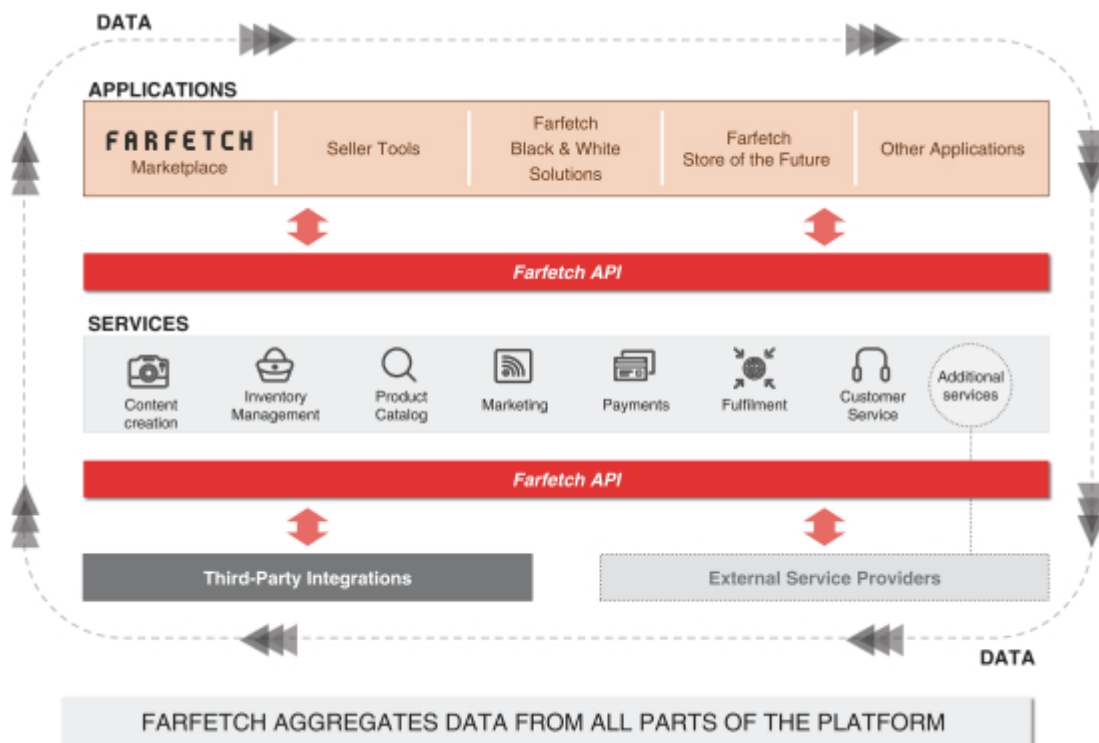 DATA
APPLICATIONS
FARFETCH
Marketplace
Seller Tools
Farfetch
Black & White
Solutions
Farfetch
Store of the Future
Other Applications
Farfetch API
SERVICES
Content
creation
Inventory
Management
Product
Catalog
Marketing
Payments
Fulfilment
Customer
Service
Additional
services
Farfetch API
Third-Party Integrations
External Service Providers
DATA
FARFETCH AGGREGATES DATA FROM ALL PARTS OF THE PLATFORM